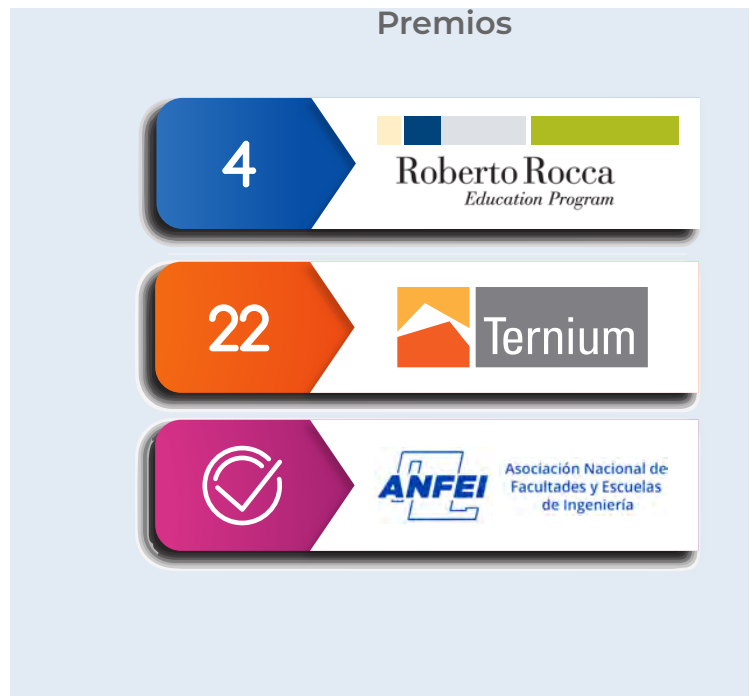 Premios
4
Roberto Rocca
Education Program
22
Ternium
ANFEI
Asociación Nacional de
Facultades y Escuelas
de Ingeniería